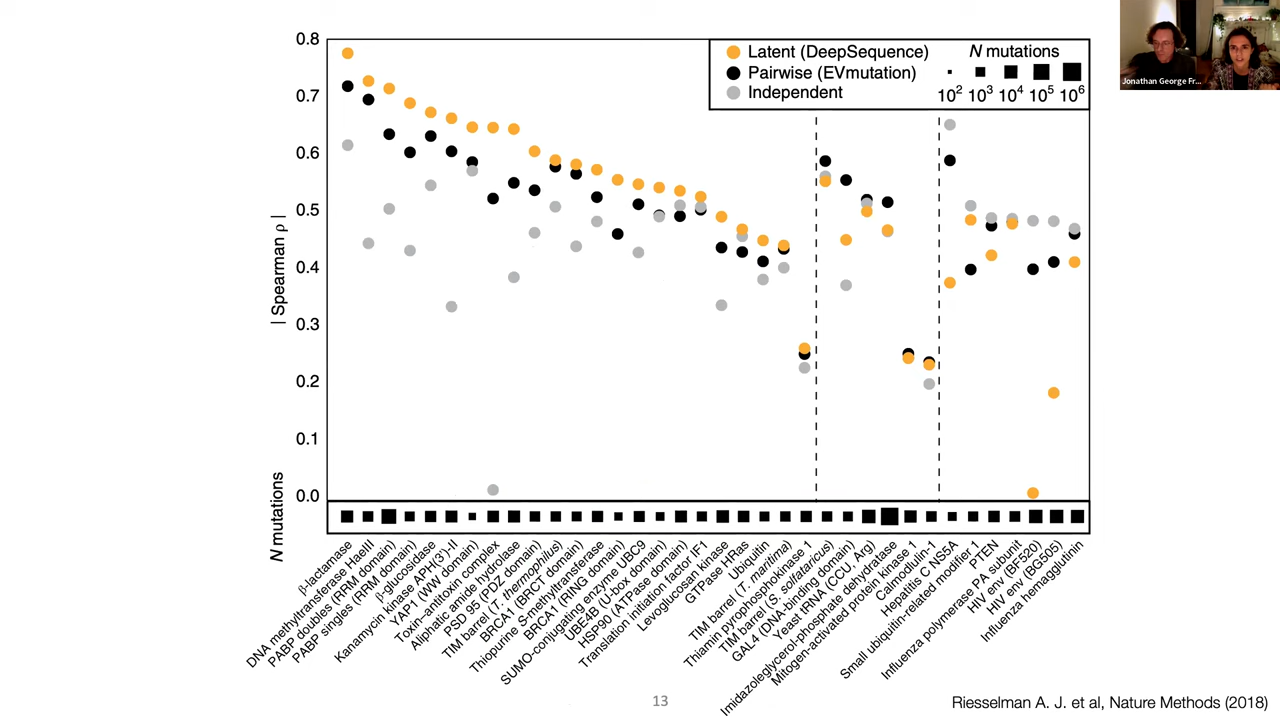 Jonathan George Fr...
Latent (DeepSequence)
Pairwise (EVmutation)
Independent
N mutations
10² 10³ 10⁴ 10⁵ 10⁶
| Spearman ρ |
0.8
0.7
0.6
0.5
0.4
0.3
0.2
0.1
0.0
N mutations
β-lactamase
DNA methyltransferase HaeIII
PABP doubles (RRM domain)
PABP singles (RRM domain)
β-glucosidase
Kanamycin kinase APH(3')-II
YAP1 (WW domain)
Toxin–antitoxin complex
Aliphatic amide hydrolase
PSD 95 (PDZ domain)
TIM barrel (T. thermophilus)
BRCA1 (BRCT domain)
Thiopurine S-methyltransferase
BRCA1 (RING domain)
SUMO-conjugating enzyme UBC9
UBE4B (U-box domain)
HSP90 (ATPase domain)
Translation initiation factor IF1
Levoglucosan kinase
GTPase HRas
Ubiquitin
TIM barrel (T. maritima)
Thiamin pyrophosphokinase 1
TIM barrel (S. solfataricus)
GAL4 (DNA-binding domain)
Yeast tRNA (CCU, Arg)
Imidazoleglycerol-phosphate dehydratase
Mitogen-activated protein kinase 1
Calmodulin-1
Hepatitis C NS5A
Small ubiquitin-related modifier 1
PTEN
Influenza polymerase PA subunit
HIV env (BF520)
HIV env (BG505)
Influenza hemagglutinin
13
Riesselman A. J. et al, Nature Methods (2018)